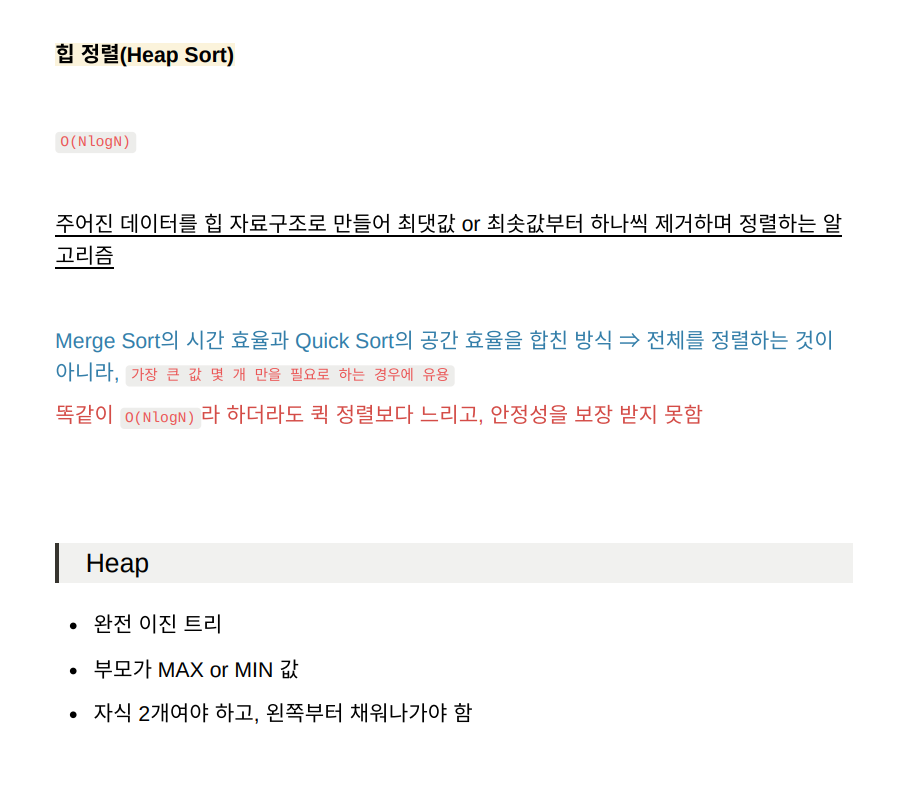 힙 정렬(Heap Sort)
O(NlogN)
주어진 데이터를 힙 자료구조로 만들어 최댓값 or 최솟값부터 하나씩 제거하며 정렬하는 알
고리즘
Merge Sort의 시간 효율과 Quick Sort의 공간 효율을 합친 방식 ⇒ 전체를 정렬하는 것이
아니라, 가장 큰 값 몇 개 만을 필요로 하는 경우에 유용
똑같이 O(NlogN)라 하더라도 퀵 정렬보다 느리고, 안정성을 보장 받지 못함
Heap
• 완전 이진 트리
• 부모가 MAX or MIN 값
• 자식 2개여야 하고, 왼쪽부터 채워나가야 함